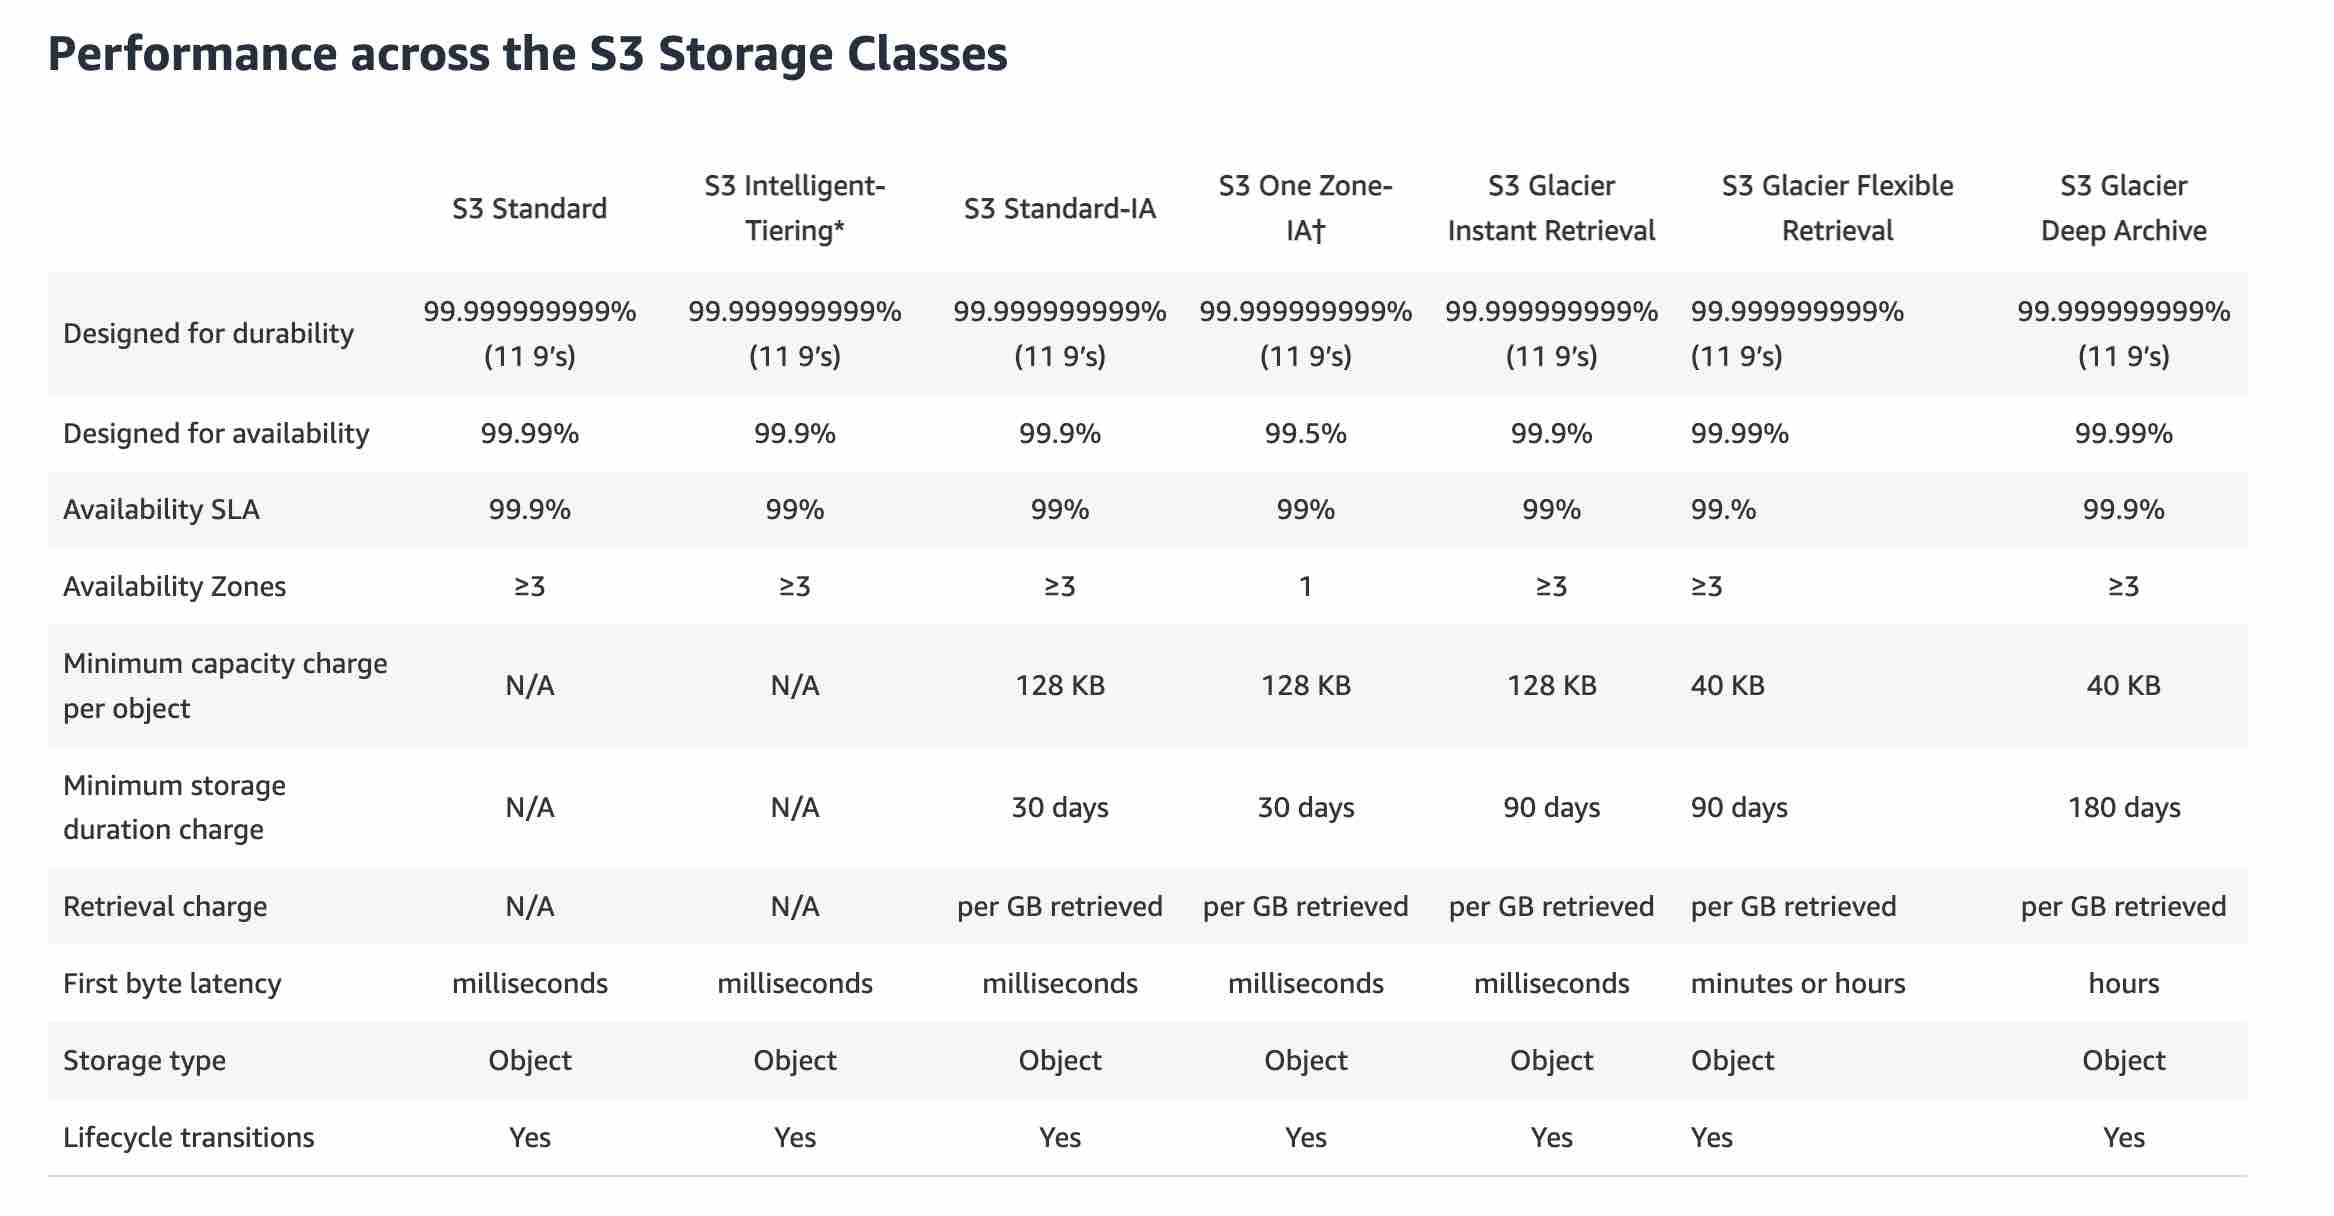 Performance across the S3 Storage Classes
S3 Standard S3 Intelligent- S3 Standard-IA S3 One Zone- S3 Glacier S3 Glacier Flexible S3 Glacier
Tiering* IA† Instant Retrieval Retrieval Deep Archive
Designed for durability 99.999999999% 99.999999999% 99.999999999% 99.999999999% 99.999999999% 99.999999999% 99.999999999%
(11 9’s) (11 9’s) (11 9’s) (11 9’s) (11 9’s) (11 9’s) (11 9’s)
Designed for availability 99.99% 99.9% 99.9% 99.5% 99.9% 99.99% 99.99%
Availability SLA 99.9% 99% 99% 99% 99% 99.% 99.9%
Availability Zones ≥3 ≥3 ≥3 1 ≥3 ≥3 ≥3
Minimum capacity charge
per object N/A N/A 128 KB 128 KB 128 KB 40 KB 40 KB
Minimum storage
duration charge N/A N/A 30 days 30 days 90 days 90 days 180 days
Retrieval charge N/A N/A per GB retrieved per GB retrieved per GB retrieved per GB retrieved per GB retrieved
First byte latency milliseconds milliseconds milliseconds milliseconds milliseconds minutes or hours hours
Storage type Object Object Object Object Object Object Object
Lifecycle transitions Yes Yes Yes Yes Yes Yes Yes